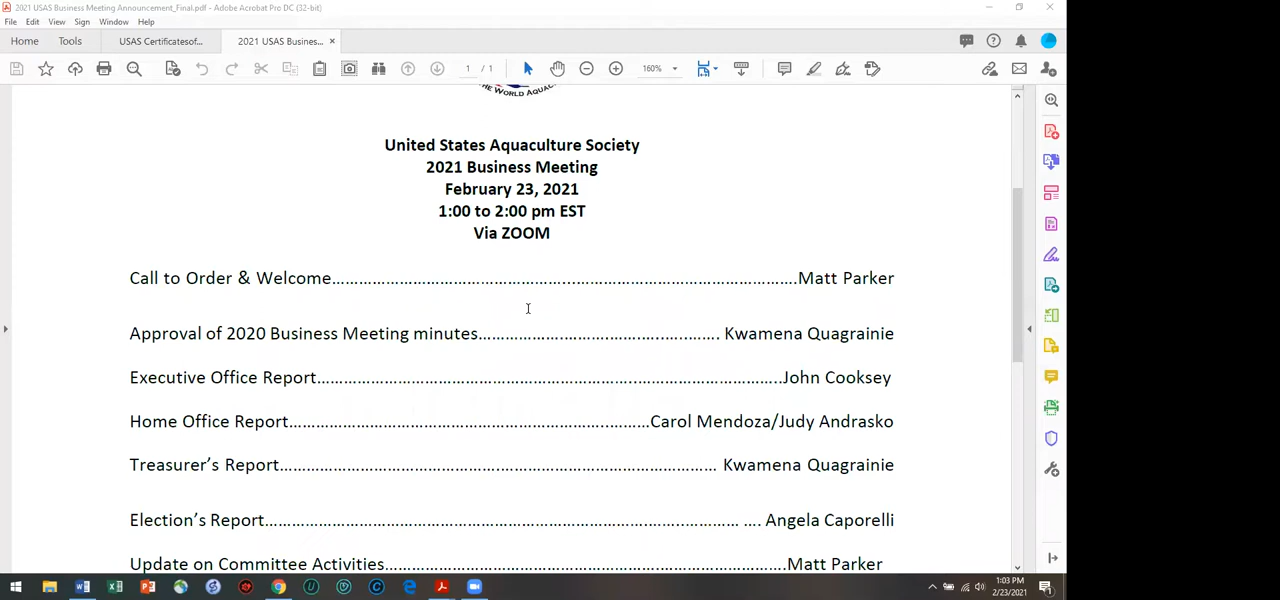 2021 USAS Business Meeting Announcement_Final.pdf - Adobe Acrobat Pro DC (32-bit)
File Edit View Sign Window Help
Home Tools USAS Certificatesof... 2021 USAS Busines... ×
1 / 1 160%
THE WORLD AQUAC
United States Aquaculture Society
2021 Business Meeting
February 23, 2021
1:00 to 2:00 pm EST
Via ZOOM
Call to Order & Welcome……………………………………………………………………………….Matt Parker
Approval of 2020 Business Meeting minutes……………………………………………. Kwamena Quagrainie
Executive Office Report……………………………………………………………………………..John Cooksey
Home Office Report……………………………………………………………Carol Mendoza/Judy Andrasko
Treasurer’s Report………………………………………………………………………… Kwamena Quagrainie
Election’s Report……………………………………………………………………… …. Angela Caporelli
Update on Committee Activities…………………………………………………………………….Matt Parker
1:03 PM
2/23/2021